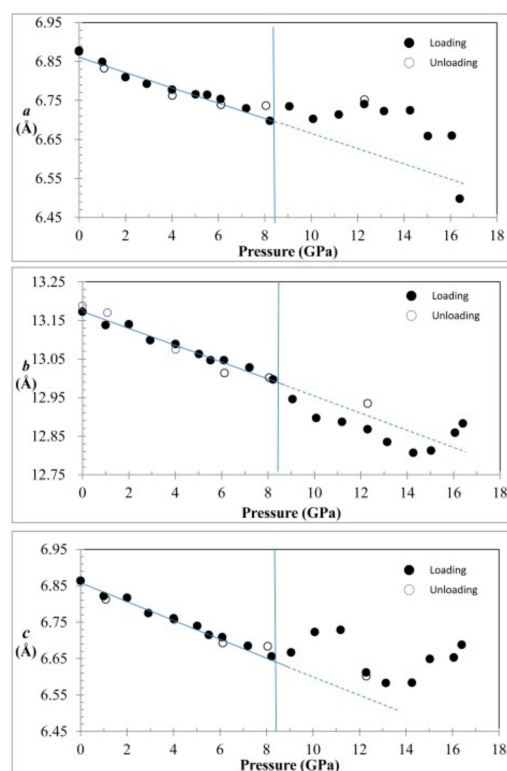 6.95
6.85
6.75
6.65
6.55
6.45
a
(Å)
Loading
Unloading
0 2 4 6 8 10 12 14 16 18
Pressure (GPa)
13.25
13.15
13.05
12.95
12.85
12.75
b
(Å)
Loading
Unloading
0 2 4 6 8 10 12 14 16 18
Pressure (GPa)
6.95
6.85
6.75
6.65
6.55
6.45
c
(Å)
Loading
Unloading
0 2 4 6 8 10 12 14 16 18
Pressure (GPa)